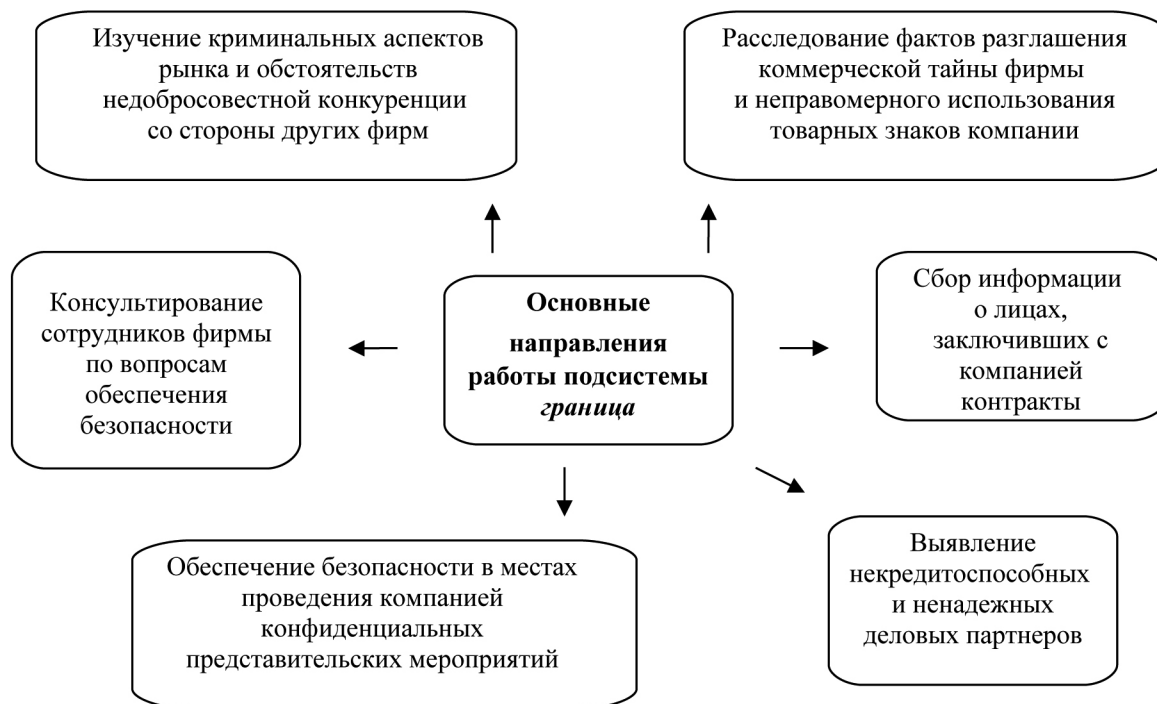 Изучение криминальных аспектов
рынка и обстоятельств
недобросовестной конкуренции
со стороны других фирм
Расследование фактов разглашения
коммерческой тайны фирмы
и неправомерного использования
товарных знаков компании
Консультирование
сотрудников фирмы
по вопросам
обеспечения
безопасности
Основные
направления
работы подсистемы
граница
Сбор информации
о лицах,
заключивших с
компанией
контракты
Обеспечение безопасности в местах
проведения компанией
конфиденциальных
представительских мероприятий
Выявление
некредитоспособных
и ненадежных
деловых партнеров